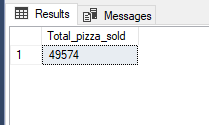 Results Messages
Total_pizza_sold
1 49574